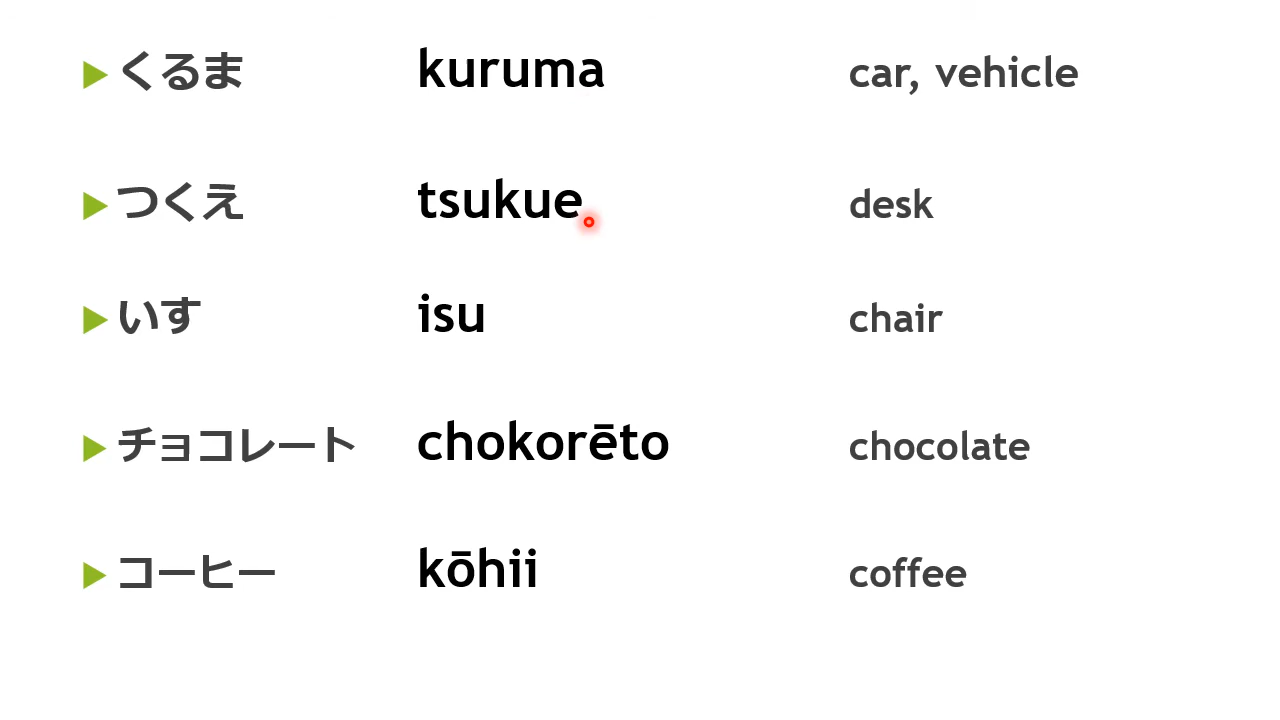 くるま kuruma car, vehicle
つくえ tsukue desk
いす isu chair
チョコレート chokorēto chocolate
コーヒー kōhii coffee